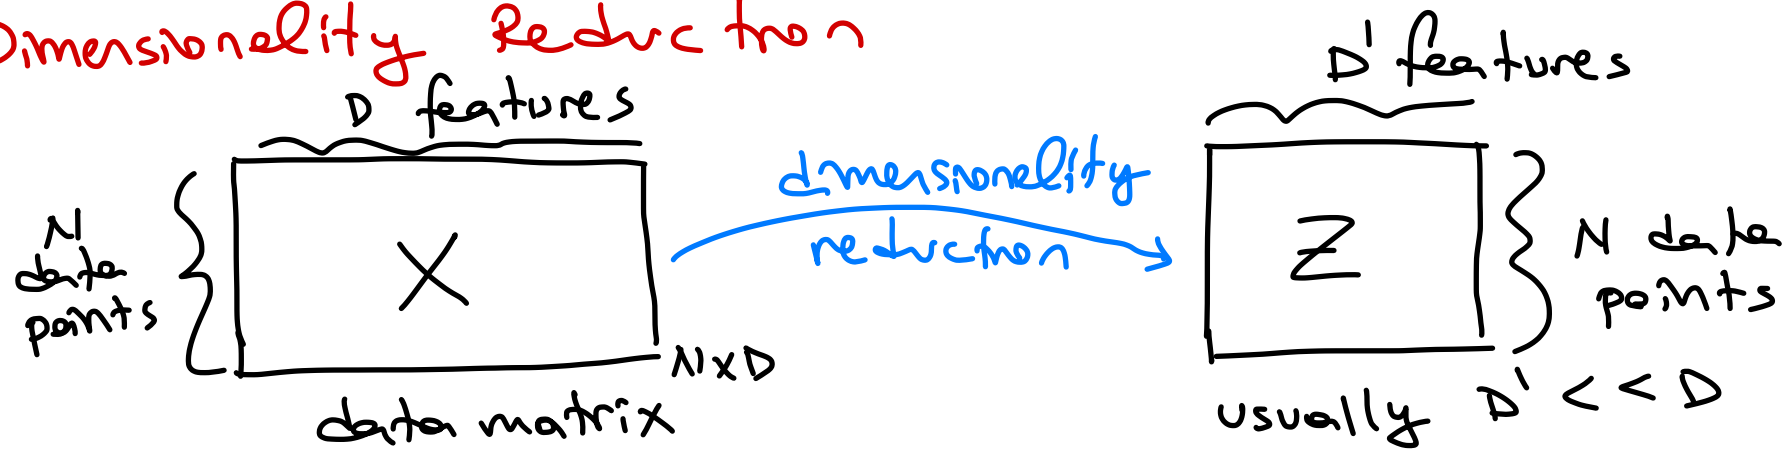 Dimensionality Reduction
D features
N
data
points
X
NxD
data matrix
dimensionality
reduction
D' features
Z
N data
points
usually D' << D